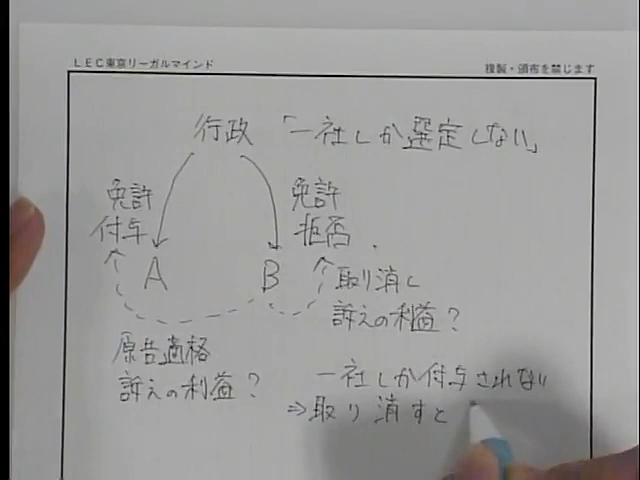 LEC東京リーガルマインド
複製・頒布を禁じます
行政 「一社しか選定しない」
免許
付与
免許
拒否.
A
B
取り消し
訴えの利益?
原告適格
訴えの利益?
一社しか付与されない
⇒取り消すと